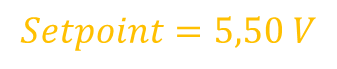 Setpoint = 5,50 V